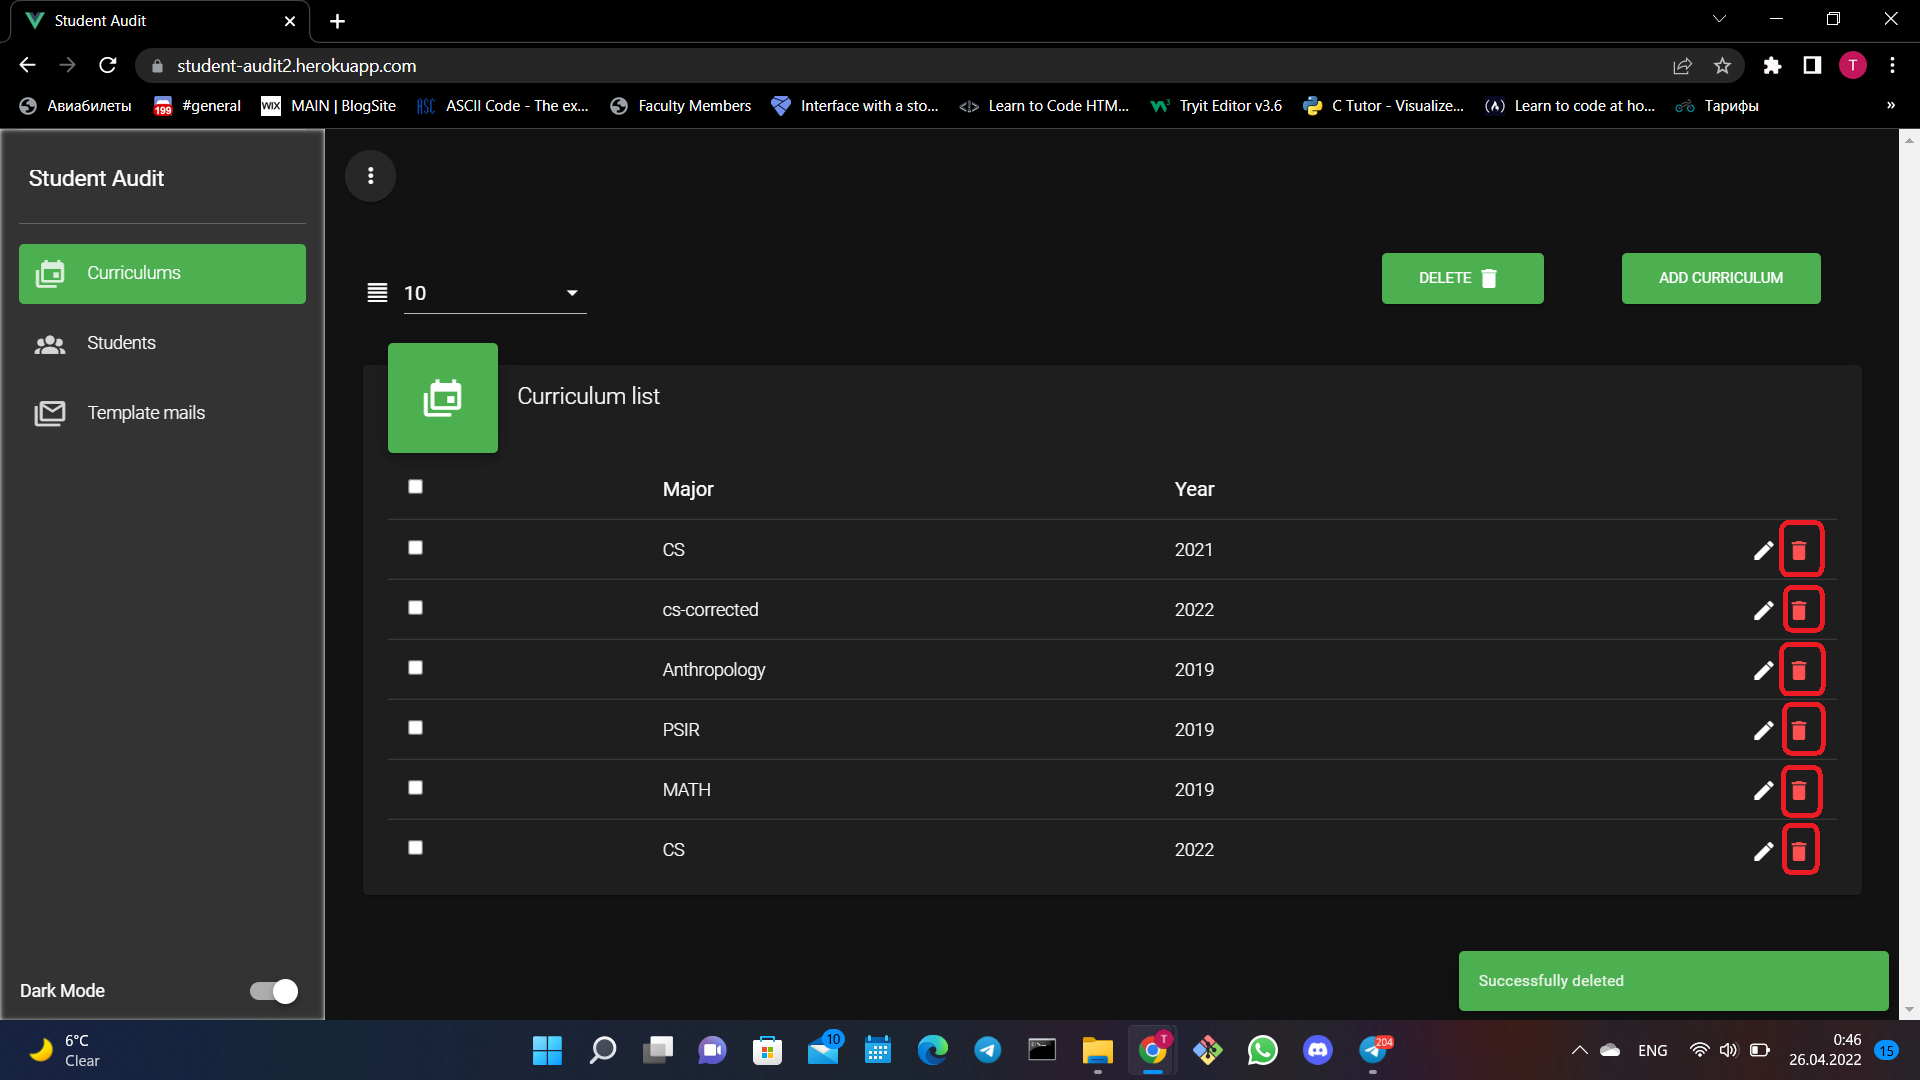 Student Audit
student-audit2.herokuapp.com
T
Авиабилеты
199
#general
WIX
MAIN | BlogSite
ASC
ASCII Code - The ex...
Faculty Members
Interface with a sto...
Learn to Code HTM...
Tryit Editor v3.6
C Tutor - Visualize...
Learn to code at ho...
Тарифы
»
Student Audit
Curriculums
Students
Template mails
10
DELETE
ADD CURRICULUM
Curriculum list
Major Year
CS 2021
cs-corrected 2022
Anthropology 2019
PSIR 2019
MATH 2019
CS 2022
Successfully deleted
Dark Mode
6°C
Clear
10
T
204
ENG
0:46
26.04.2022
15